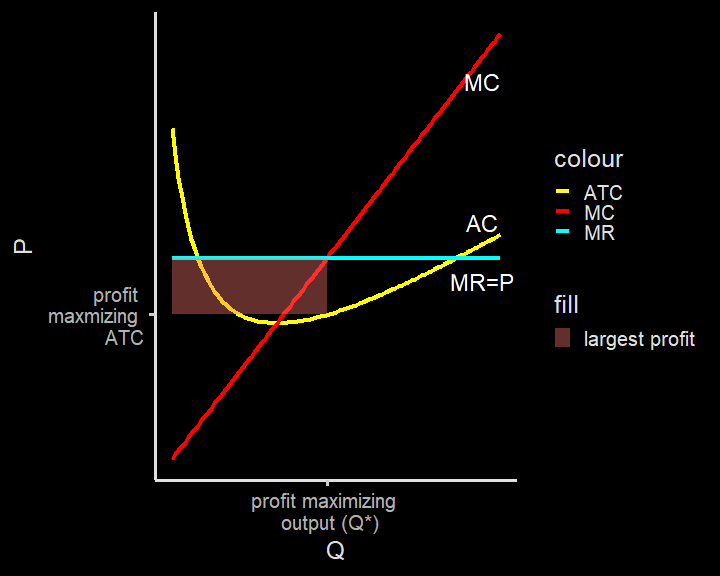 P
profit
maxmizing
ATC
MC
AC
MR=P
profit maximizing
output (Q*)
Q
colour
ATC
MC
MR
fill
largest profit